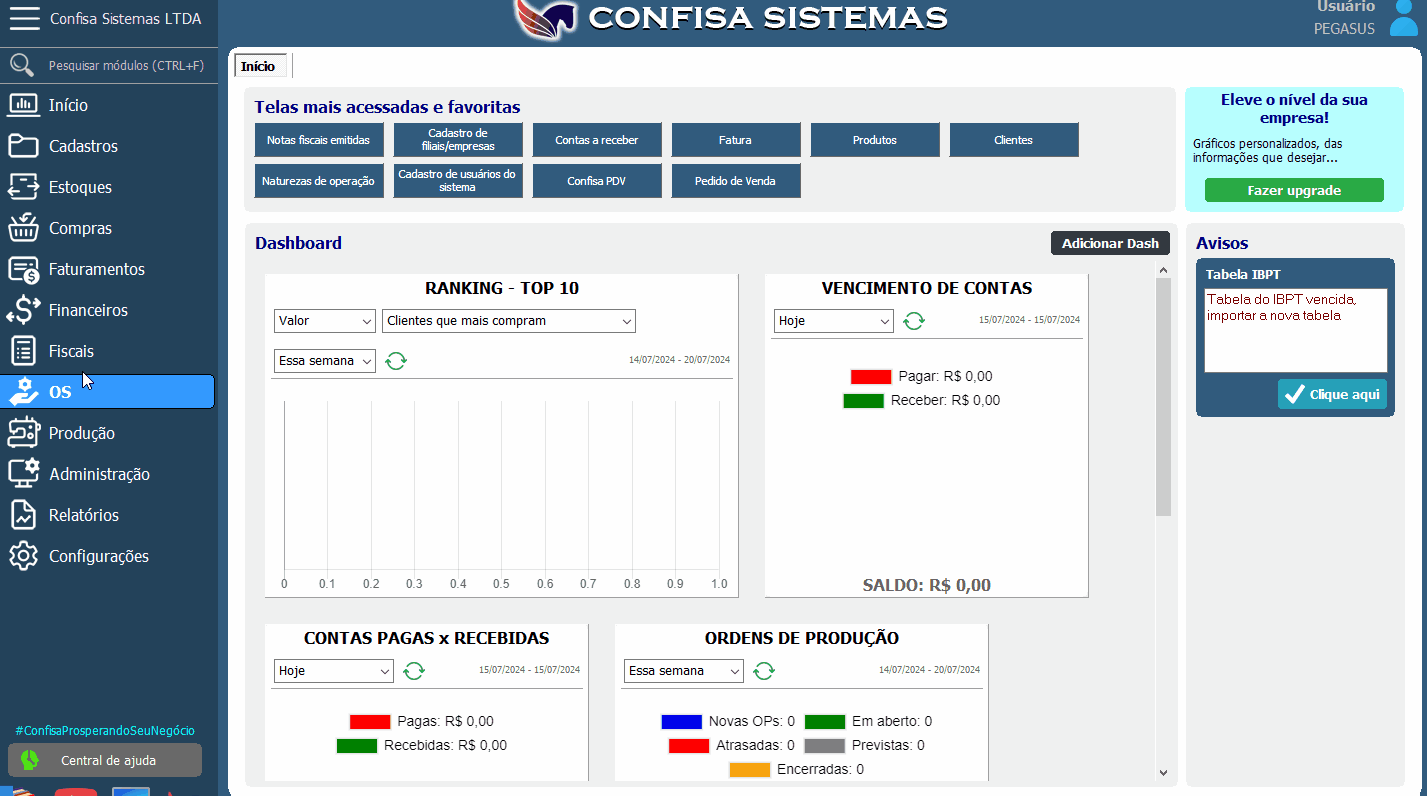 Confisa Sistemas LTDA
CONFISA SISTEMAS
Usuário
PEGASUS
Pesquisar módulos (CTRL+F)
Início
Cadastros
Estoques
Compras
Faturamentos
Financeiros
Fiscais
OS
Produção
Administração
Relatórios
Configurações
#ConfisaProsperandoSeuNegócio
Central de ajuda
Início
Telas mais acessadas e favoritas
Notas fiscais emitidas
Cadastro de
filiais/empresas
Contas a receber
Fatura
Produtos
Clientes
Naturezas de operação
Cadastro de usuários do
sistema
Confisa PDV
Pedido de Venda
Eleve o nível da sua
empresa!
Gráficos personalizados, das
informações que desejar...
Fazer upgrade
Dashboard
Adicionar Dash
RANKING - TOP 10
Valor
Clientes que mais compram
Essa semana
14/07/2024 - 20/07/2024
0 0.1 0.2 0.3 0.4 0.5 0.6 0.7 0.8 0.9 1.0
VENCIMENTO DE CONTAS
Hoje
15/07/2024 - 15/07/2024
Pagar: R$ 0,00
Receber: R$ 0,00
SALDO: R$ 0,00
CONTAS PAGAS x RECEBIDAS
Hoje
15/07/2024 - 15/07/2024
Pagas: R$ 0,00
Recebidas: R$ 0,00
ORDENS DE PRODUÇÃO
Essa semana
14/07/2024 - 20/07/2024
Novas OPs: 0 Em aberto: 0
Atrasadas: 0 Previstas: 0
Encerradas: 0
Avisos
Tabela IBPT
Tabela do IBPT vencida,
importar a nova tabela
Clique aqui